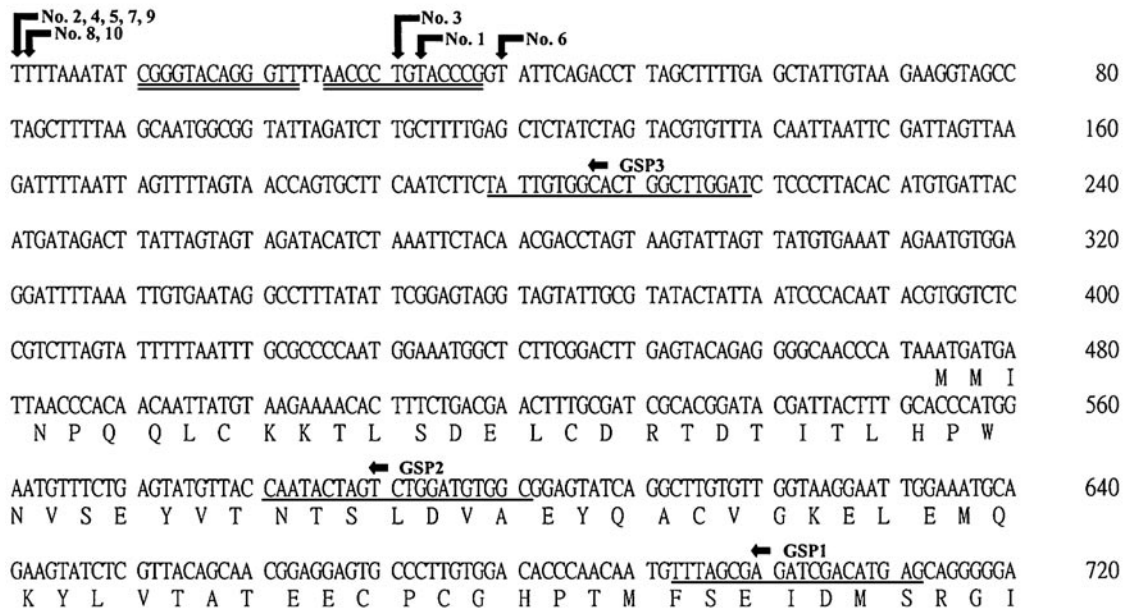 No. 2, 4, 5, 7, 9
No. 8, 10
No. 3
No. 1
No. 6
TTTTAAATAT CGGGTACAGG GTTTTAACCC TGTACCCGGT ATTCAGACCT TAGCTTTTGA GCTATTGTAA GAAGGTAGCC 80
TAGCTTTTAA GCAATGGCGG TATTAGATCT TGCTTTTGAG CTCTATCTAG TACGTGTTTA CAATTAATTC GATTAGTTAA 160
GSP3
GATTTTAATT AGTTTTAGTA ACCAGTGCTT CAATCTTCTA TTGTGGCACT GGCTTGGATC TCCCTTACAC ATGTGATTAC 240
ATGATAGACT TATTAGTAGT AGATACATCT AAATTCTACA ACGACCTAGT AAGTATTAGT TATGTGAAAT AGAATGTGGA 320
GGATTTTAAA TTGTGAATAG GCCTTTATAT TCGGAGTAGG TAGTATTGCG TATACTATTA ATCCCACAAT ACGTGGTCTC 400
CGTCTTAGTA TTTTTAATTT GCGCCCCAAT GGAAATGGCT CTTCGGACTT GAGTACAGAG GGGCAACCCA TAAATGATGA 480
M M I
TTAACCCACA ACAATTATGT AAGAAAACAC TTTCTGACGA ACTTTGCGAT CGCACGGATA CGATTACTTT GCACCCATGG 560
N P Q Q L C K K T L S D E L C D R T D T I T L H P W
GSP2
AATGTTTCTG AGTATGTTAC CAATACTAGT CTGGATGTGG CGGAGTATCA GGCTTGTGTT GGTAAGGAAT TGGAAATGCA 640
N V S E Y V T N T S L D V A E Y Q A C V G K E L E M Q
GSP1
GAAGTATCTC GTTACAGCAA CGGAGGAGTG CCCTTGTGGA CACCCAACAA TGTTTAGCGA GATCGACATG AGCAGGGGGA 720
K Y L V T A T E E C P C G H P T M F S E I D M S R G I